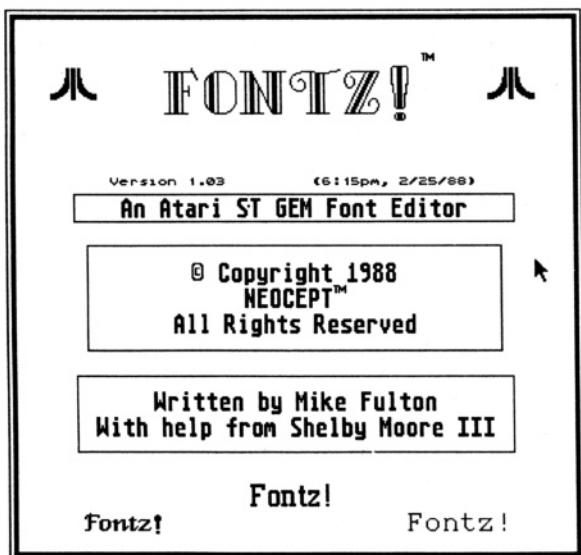 FONTZ!™
Version 1.03 (6:15pm, 2/25/88)
An Atari ST GEM Font Editor
© Copyright 1988
NEOCEPT™
All Rights Reserved
Written by Mike Fulton
With help from Shelby Moore III
Fontz!
Fontz! Fontz!